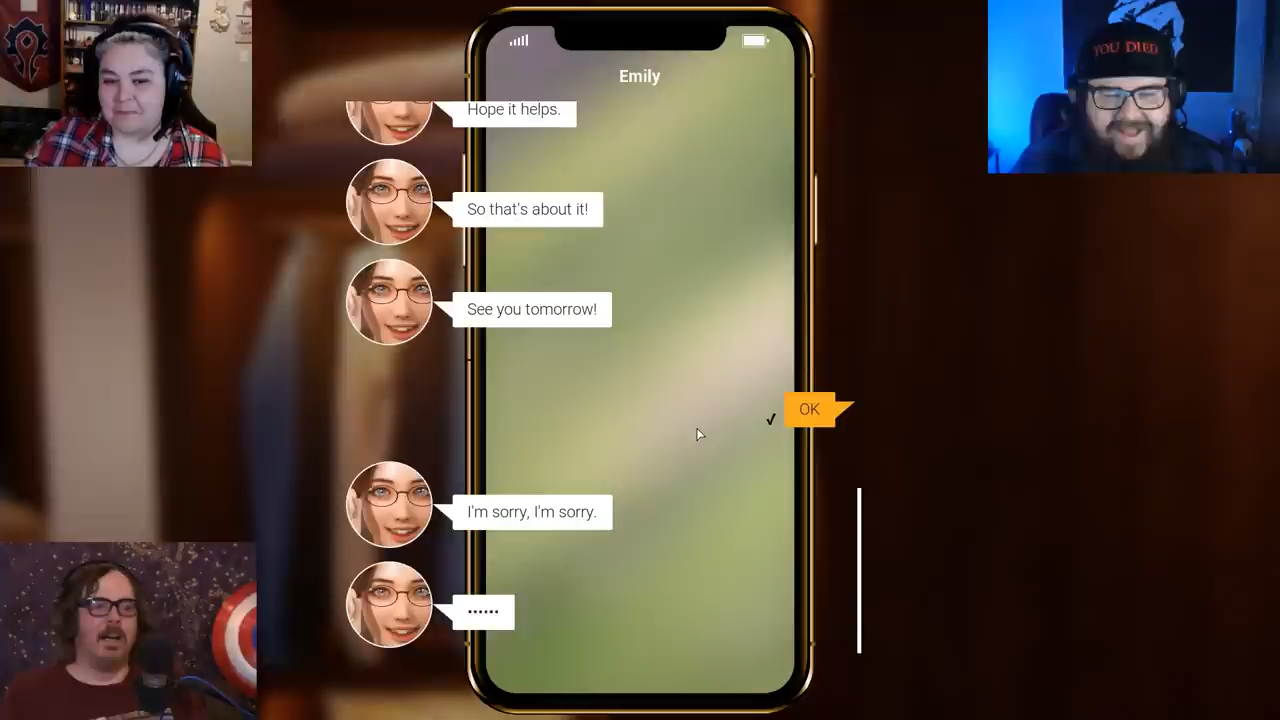 YOU DIED
Emily
Hope it helps.
So that's about it!
See you tomorrow!
OK
I'm sorry, I'm sorry.
••••••